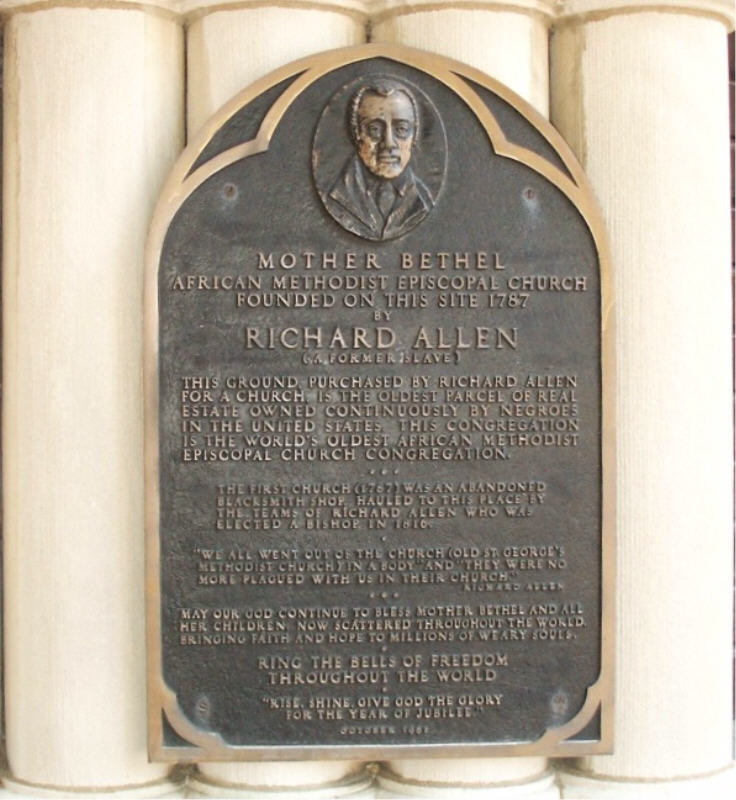 MOTHER BETHEL
AFRICAN METHODIST EPISCOPAL CHURCH
FOUNDED ON THIS SITE 1787
BY
RICHARD ALLEN
(A FORMER SLAVE)
THIS GROUND, PURCHASED BY RICHARD ALLEN
FOR A CHURCH, IS THE OLDEST PARCEL OF REAL
ESTATE OWNED CONTINUOUSLY BY NEGROES
IN THE UNITED STATES. THIS CONGREGATION
IS THE WORLD'S OLDEST AFRICAN METHODIST
EPISCOPAL CHURCH CONGREGATION.
THE FIRST CHURCH (1787) WAS AN ABANDONED
BLACKSMITH SHOP, HAULED TO THIS PLACE BY
THE TEAMS OF RICHARD ALLEN WHO WAS
ELECTED A BISHOP IN 1816.
"WE ALL WENT OUT OF THE CHURCH (OLD ST. GEORGE'S
METHODIST CHURCH) IN A BODY" AND "THEY WERE NO
MORE PLAGUED WITH US IN THEIR CHURCH."
RICHARD ALLEN
MAY OUR GOD CONTINUE TO BLESS MOTHER BETHEL AND ALL
HER CHILDREN NOW SCATTERED THROUGHOUT THE WORLD,
BRINGING FAITH AND HOPE TO MILLIONS OF WEARY SOULS.
RING THE BELLS OF FREEDOM
THROUGHOUT THE WORLD
"RISE, SHINE, GIVE GOD THE GLORY
FOR THE YEAR OF JUBILEE."
OCTOBER